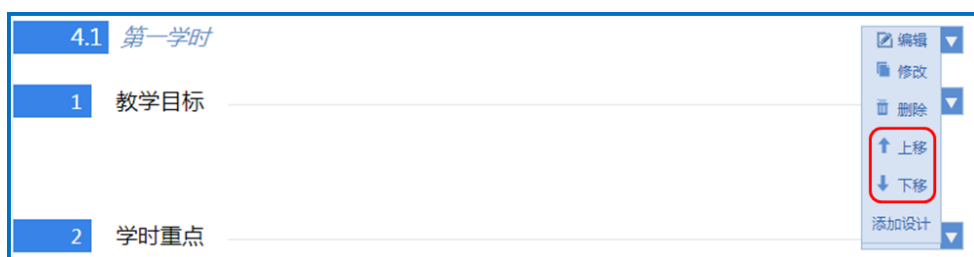 4.1 第一学时
编辑
修改
1 教学目标
删除
上移
下移
添加设计
2 学时重点